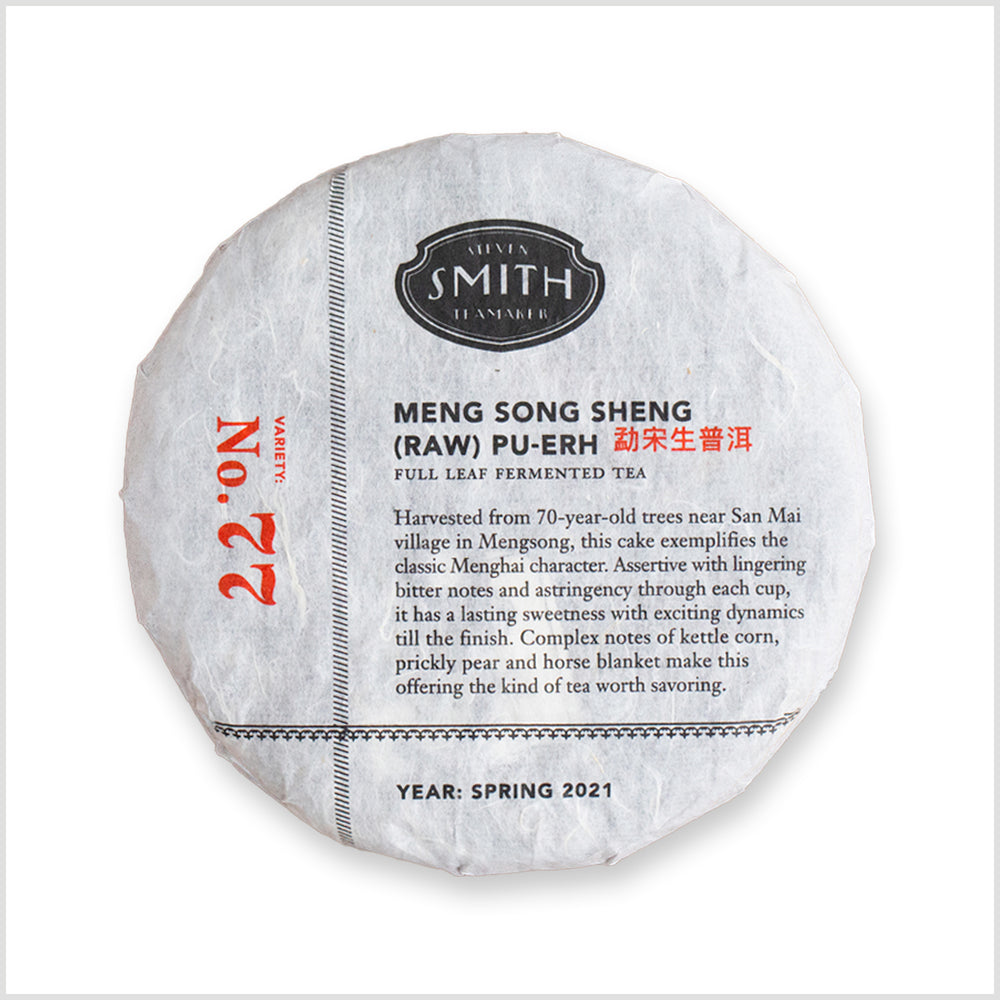 STEVEN
SMITH
TEAMAKER
VARIETY:
No. 22
MENG SONG SHENG
(RAW) PU-ERH 勐宋生普洱
FULL LEAF FERMENTED TEA
Harvested from 70-year-old trees near San Mai
village in Mengsong, this cake exemplifies the
classic Menghai character. Assertive with lingering
bitter notes and astringency through each cup,
it has a lasting sweetness with exciting dynamics
till the finish. Complex notes of kettle corn,
prickly pear and horse blanket make this
offering the kind of tea worth savoring.
YEAR: SPRING 2021